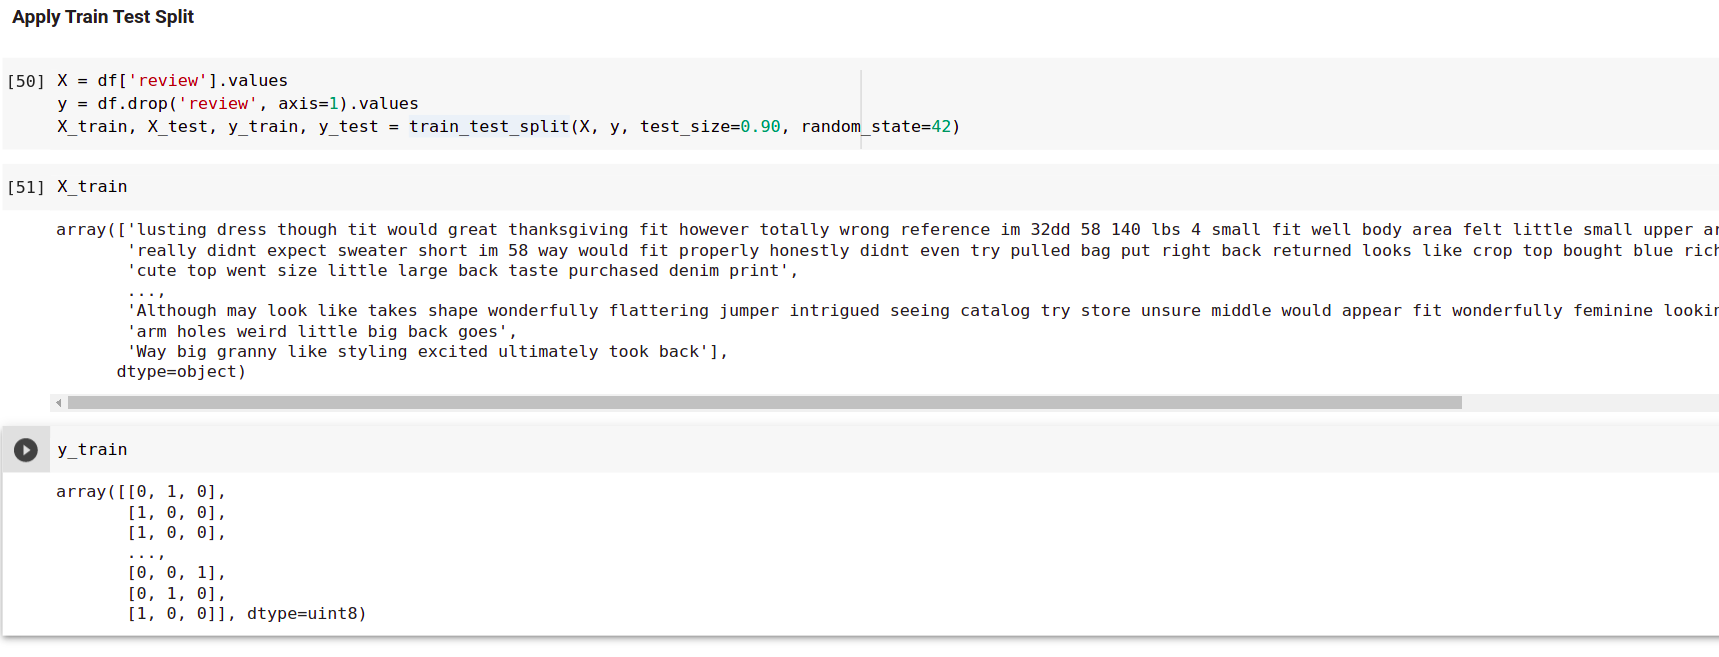 Apply Train Test Split
[50] X = df['review'].values
y = df.drop('review', axis=1).values
X_train, X_test, y_train, y_test = train_test_split(X, y, test_size=0.90, random_state=42)
[51] X_train
array(['lusting dress though tit would great thanksgiving fit however totally wrong reference im 32dd 58 140 lbs 4 small fit well body area felt little small upper
'really didnt expect sweater short im 58 way would fit properly honestly didnt even try pulled bag put right back returned looks like crop top bought blue
'cute top went size little large back taste purchased denim print',
...,
'Although may look like takes shape wonderfully flattering jumper intrigued seeing catalog try store unsure middle would appear fit wonderfully feminine
'arm holes weird little big back goes',
'Way big granny like styling excited ultimately took back'],
dtype=object)
y_train
array([[0, 1, 0],
[1, 0, 0],
[1, 0, 0],
...,
[0, 0, 1],
[0, 1, 0],
[1, 0, 0]], dtype=uint8)